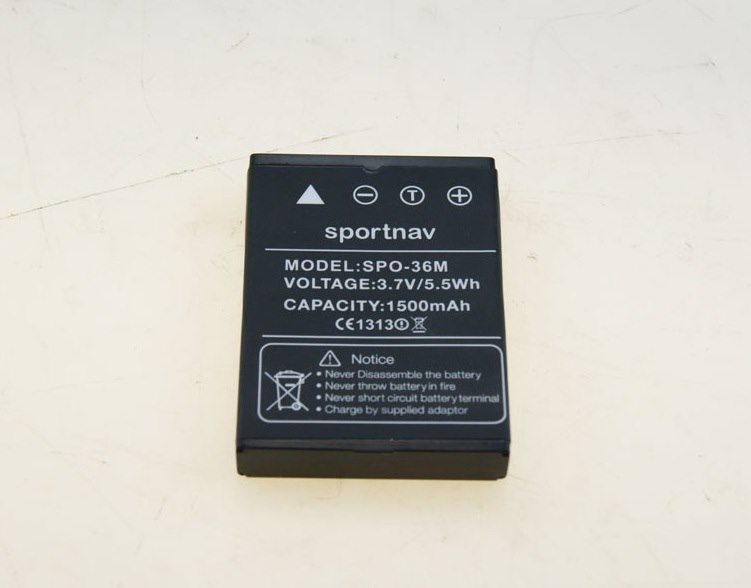 ⊖ Ⓣ ⊕
sportnav
MODEL:SPO-36M
VOLTAGE:3.7V/5.5Wh
CAPACITY:1500mAh
CE1313
Notice
• Never Disassemble the battery
• Never throw battery in fire
• Never short circuit battery terminal
• Charge by supplied adaptor